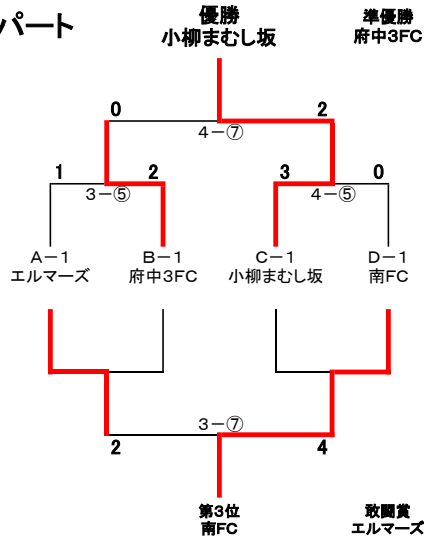 パート
優勝
小柳まむし坂
準優勝
府中3FC
0
2
4－⑦
1
2
3
0
3－⑤
4－⑤
A－1
エルマーズ
B－1
府中3FC
C－1
小柳まむし坂
D－1
南FC
3－⑦
2
4
第3位
南FC
敢闘賞
エルマーズ